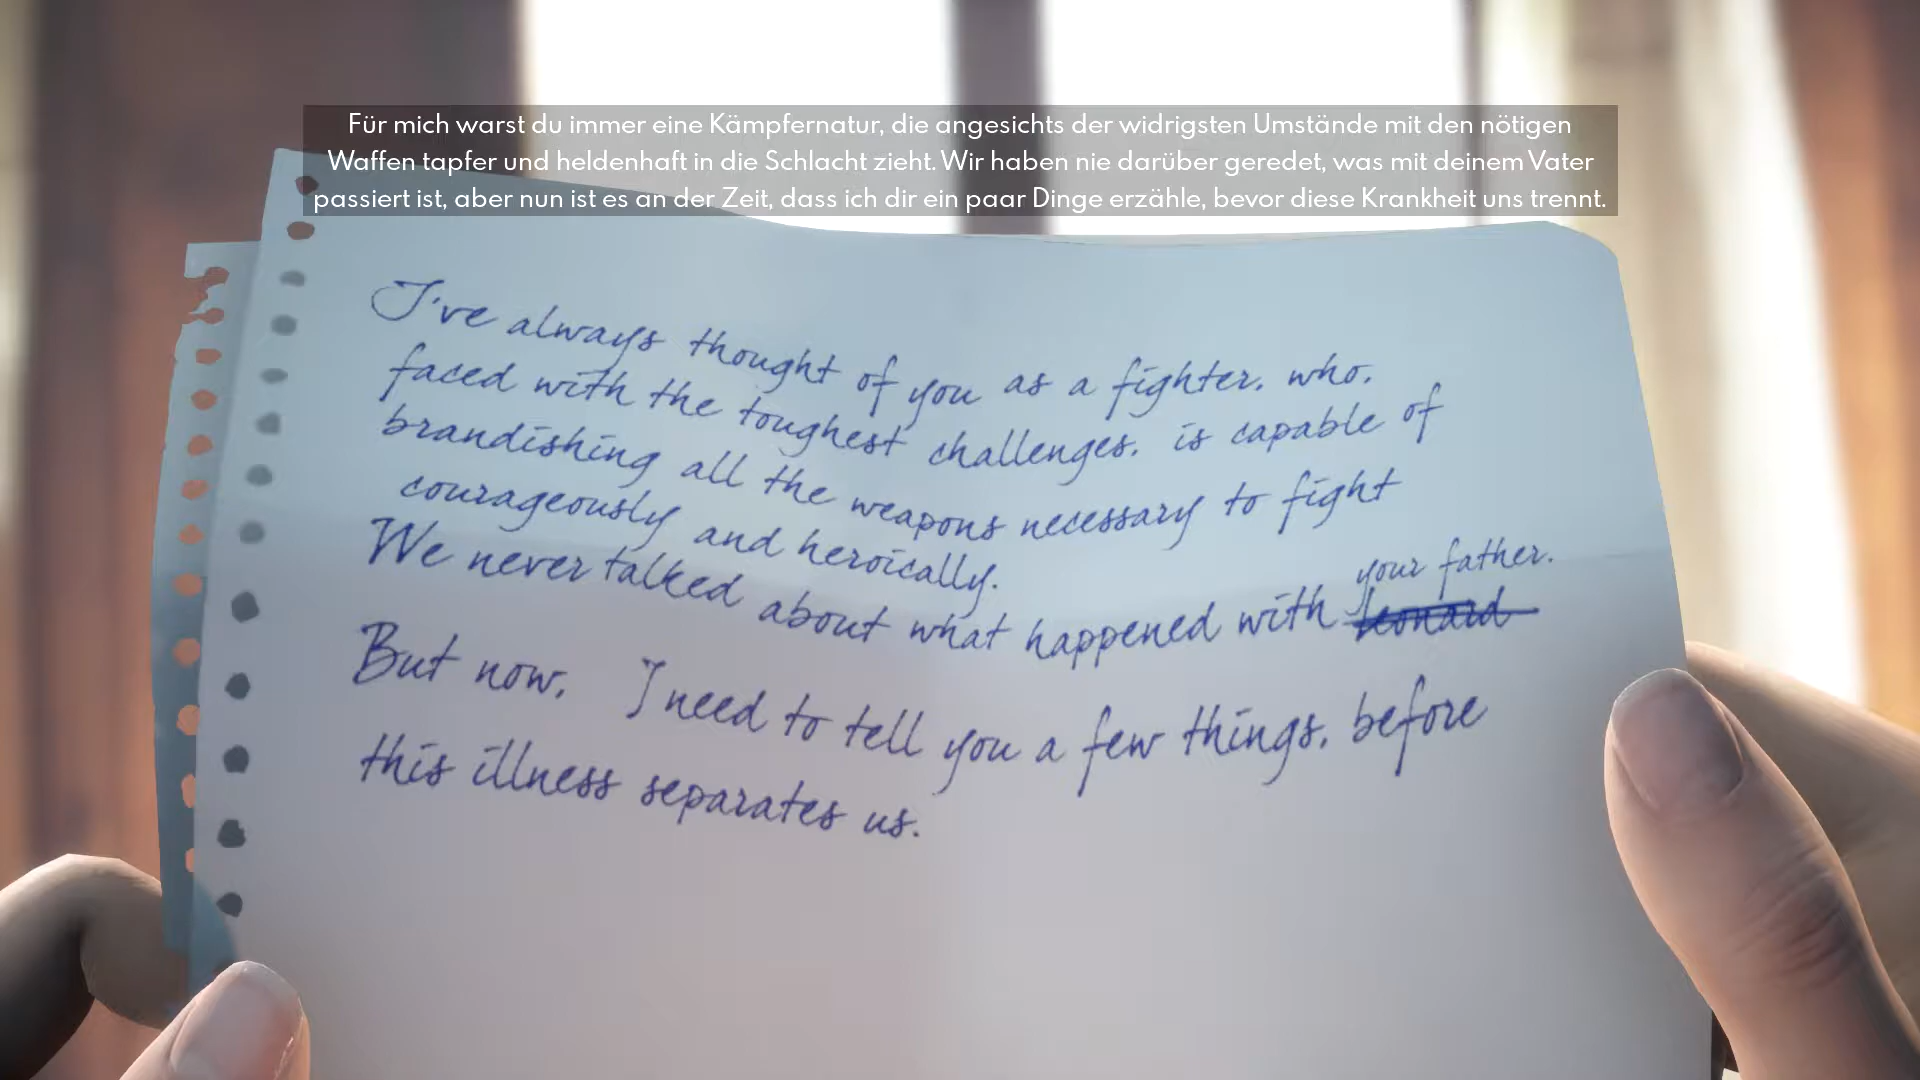 Für mich warst du immer eine Kämpfernatur, die angesichts der widrigsten Umstände mit den nötigen
Waffen tapfer und heldenhaft in die Schlacht zieht. Wir haben nie darüber geredet, was mit deinem Vater
passiert ist, aber nun ist es an der Zeit, dass ich dir ein paar Dinge erzähle, bevor diese Krankheit uns trennt.
I've always thought of you as a fighter, who,
faced with the toughest challenges, is capable of
brandishing all the weapons necessary to fight
courageously and heroically.
We never talked about what happened with leonard your father.
But now, I need to tell you a few things, before
this illness separates us.